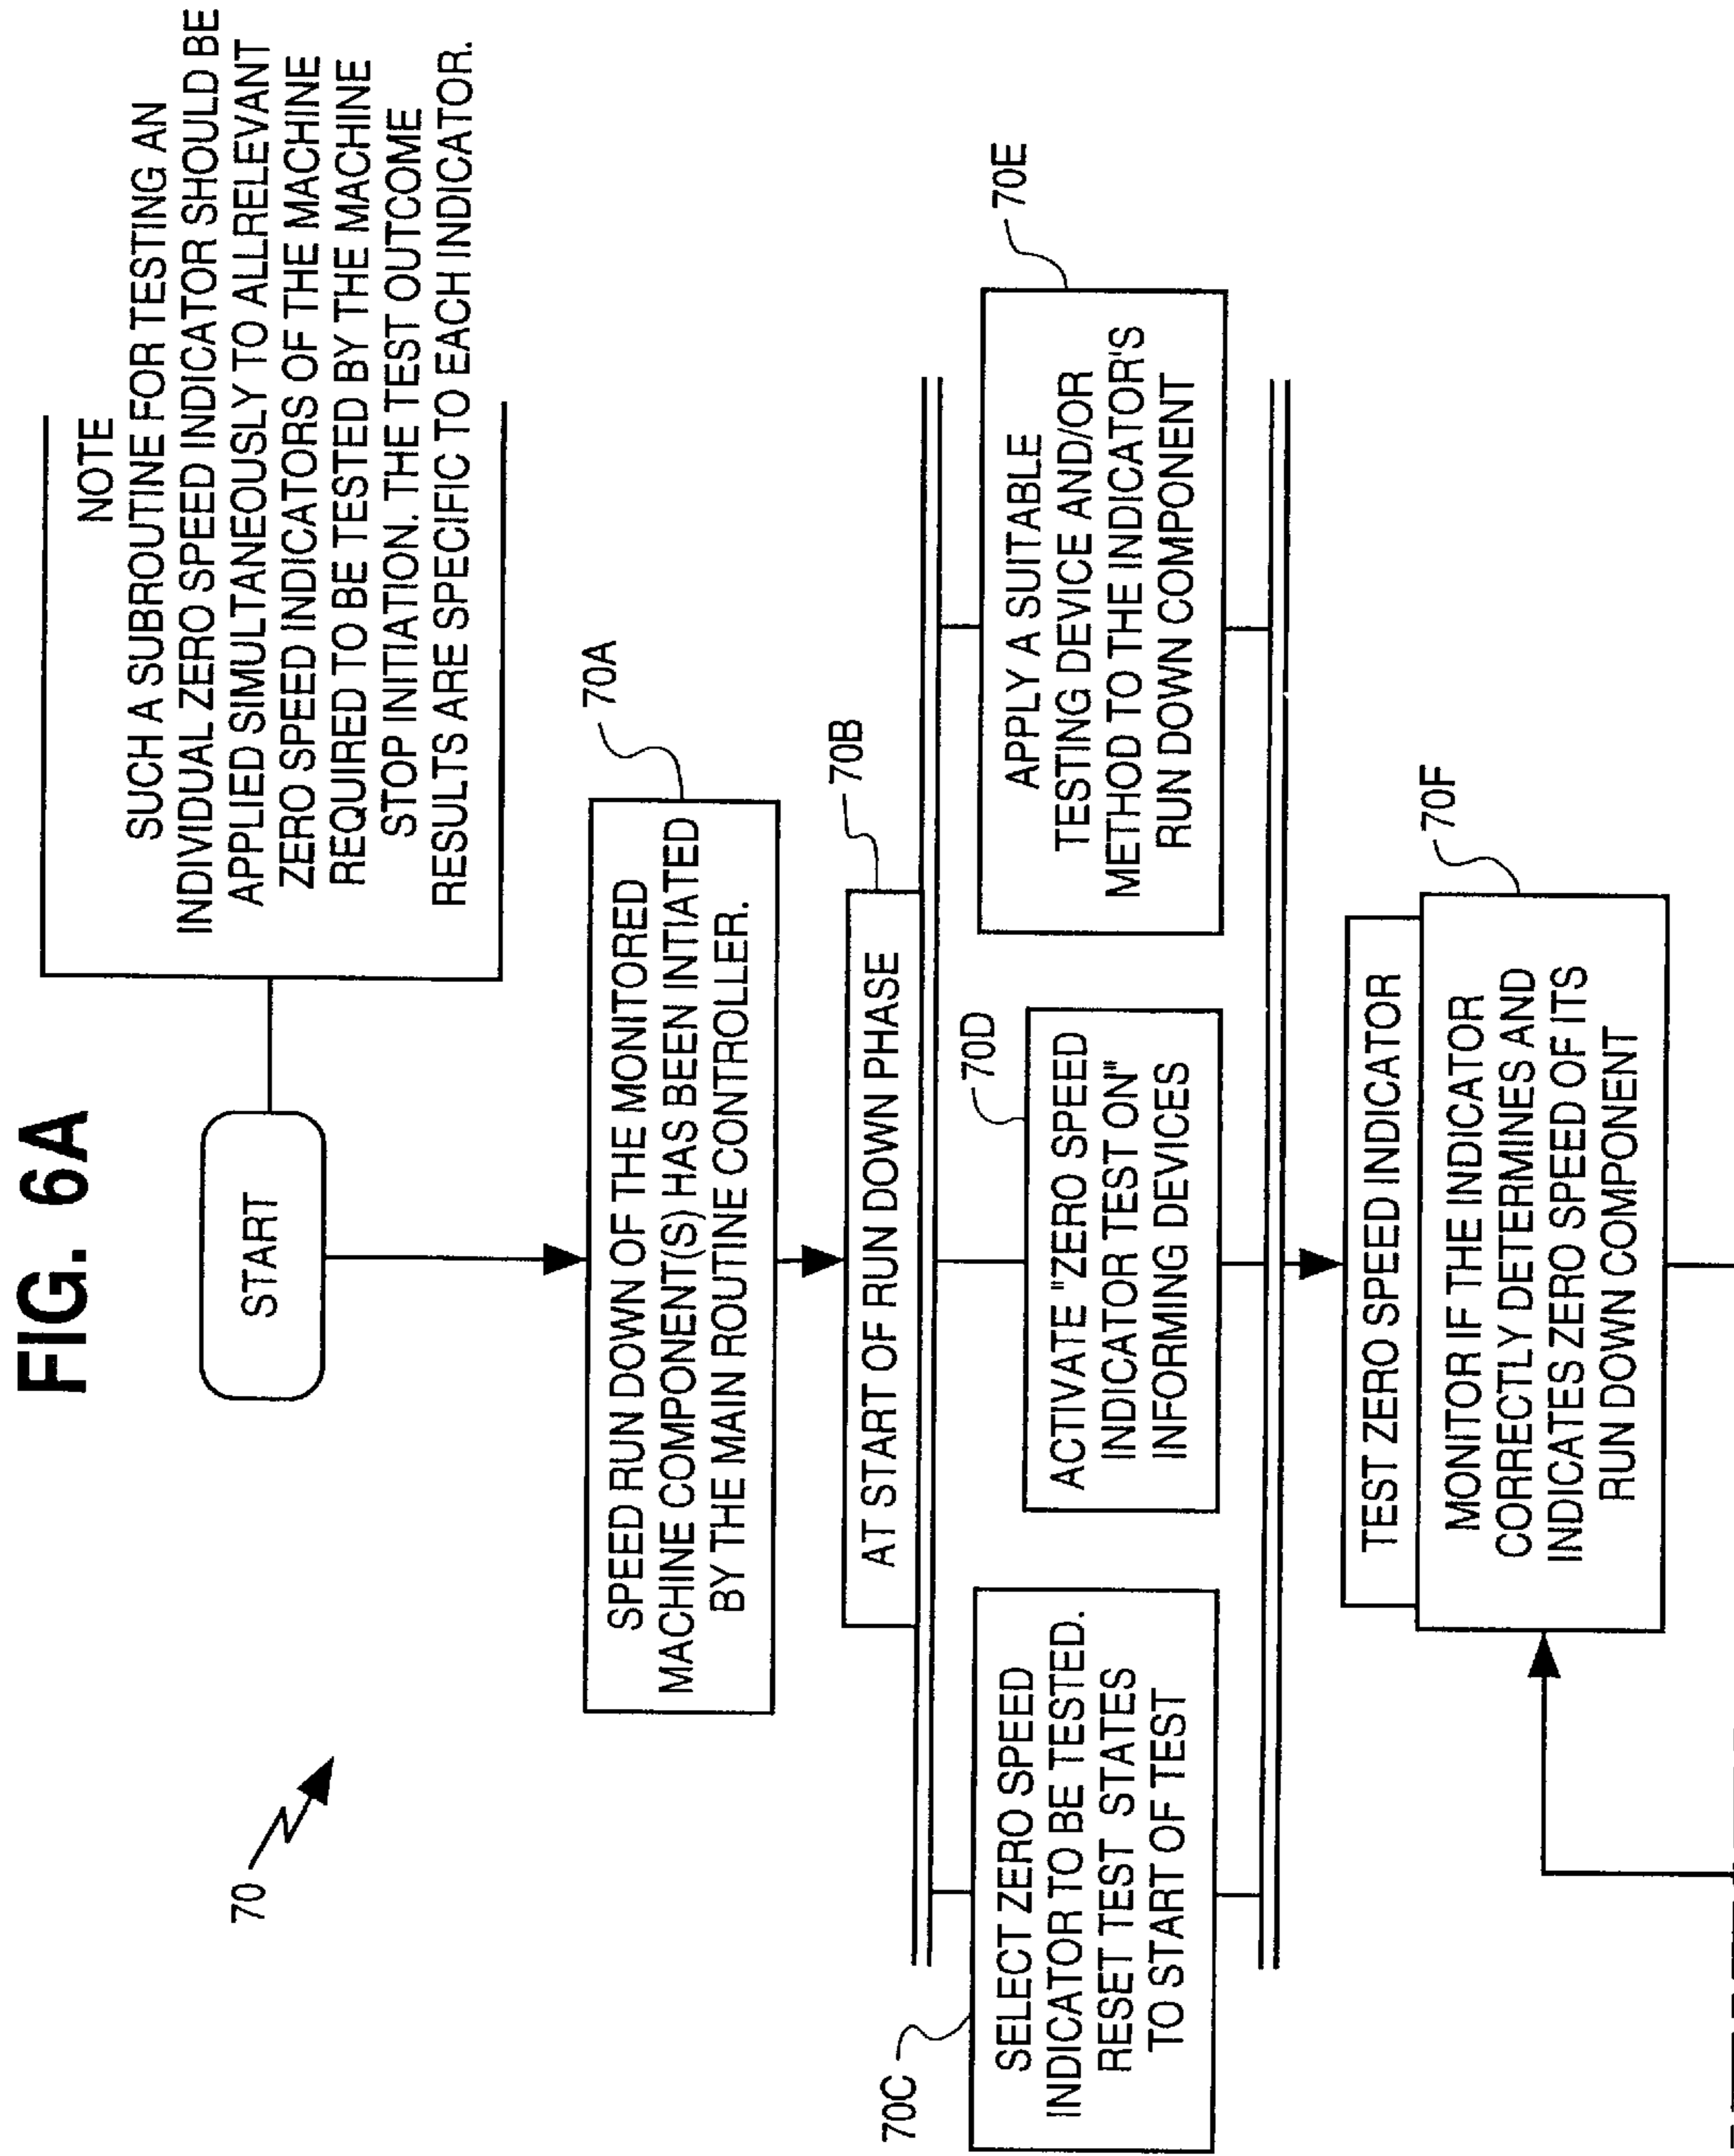 FIG. 6A
70
START
NOTE
SUCH A SUBROUTINE FOR TESTING AN
INDIVIDUAL ZERO SPEED INDICATOR SHOULD BE
APPLIED SIMULTANEOUSLY TO ALLRELEVANT
ZERO SPEED INDICATORS OF THE MACHINE
REQUIRED TO BE TESTED BY THE MACHINE
STOP INITIATION. THE TEST OUTCOME
RESULTS ARE SPECIFIC TO EACH INDICATOR.
70A
SPEED RUN DOWN OF THE MONITORED
MACHINE COMPONENT(S) HAS BEEN INTIATED
BY THE MAIN ROUTINE CONTROLLER.
70B
AT START OF RUN DOWN PHASE
70C
SELECT ZERO SPEED
INDICATOR TO BE TESTED.
RESET TEST STATES
TO START OF TEST
70D
ACTIVATE "ZERO SPEED
INDICATOR TEST ON"
INFORMING DEVICES
70E
APPLY A SUITABLE
TESTING DEVICE AND/OR
METHOD TO THE INDICATOR'S
RUN DOWN COMPONENT
TEST ZERO SPEED INDICATOR
70F
MONITOR IF THE INDICATOR
CORRECTLY DETERMINES AND
INDICATES ZERO SPEED OF ITS
RUN DOWN COMPONENT